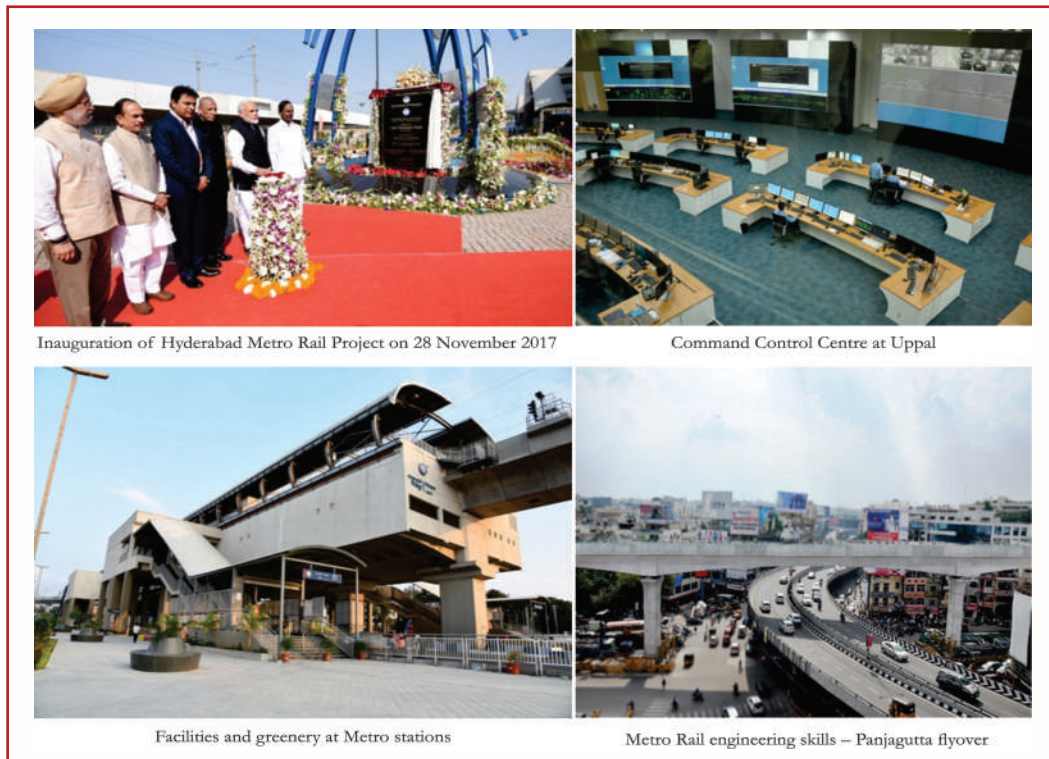 Inauguration of Hyderabad Metro Rail Project on 28 November 2017
Command Control Centre at Uppal
Facilities and greenery at Metro stations
Metro Rail engineering skills – Panjagutta flyover